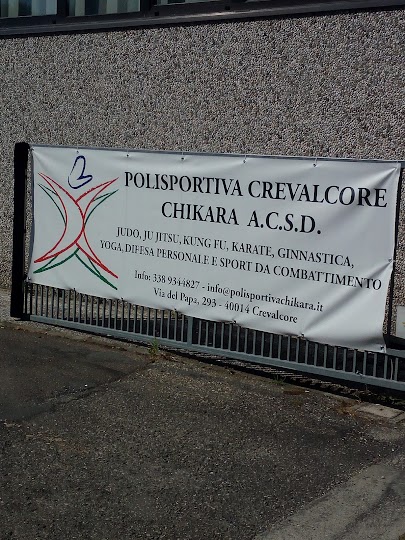 POLISPORTIVA CREVALCORE
CHIKARA A.C.S.D.
JUDO, JU JITSU, KUNG FU, KARATE, GINNASTICA,
YOGA, DIFESA PERSONALE E SPORT DA COMBATTIMENTO
Info: 338 9344827 - info@polisportivachikara.it
Via del Papa, 293 - 40014 Crevalcore